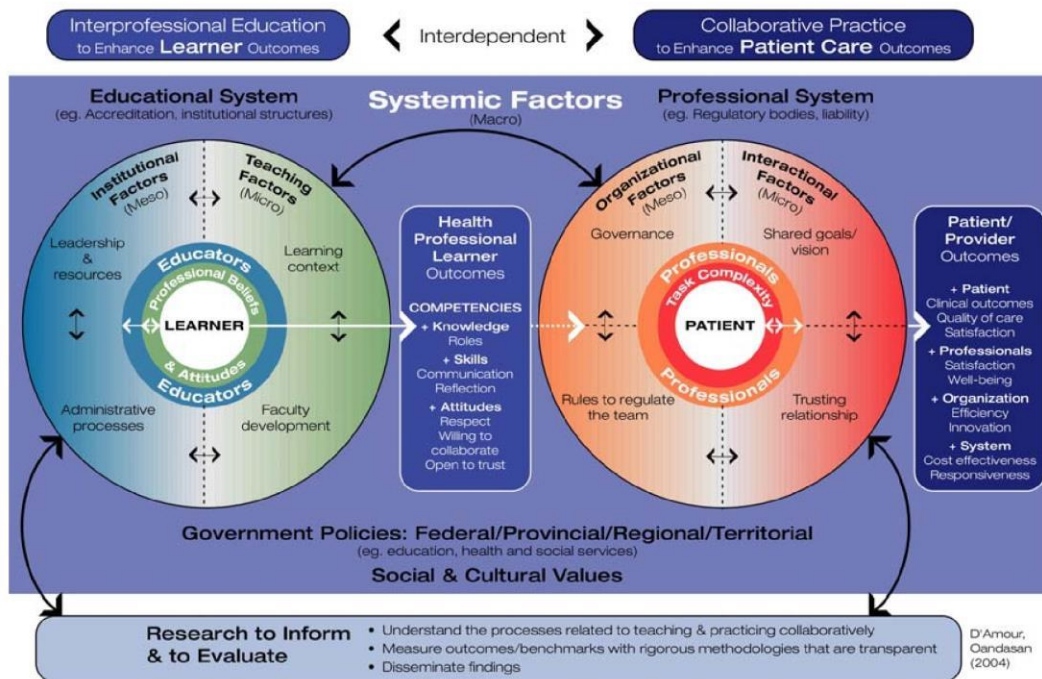 Interprofessional Education
to Enhance Learner Outcomes
Interdependent
Collaborative Practice
to Enhance Patient Care Outcomes
Educational System
(eg. Accreditation, institutional structures)
Systemic Factors
(Macro)
Professional System
(eg. Regulatory bodies, liability)
Institutional
Factors
(Meso)
Teaching
Factors
(Micro)
Leadership
&
resources
Learning
context
Educators
Professional Beliefs
LEARNER
& Attitudes
Educators
Administrative
processes
Faculty
development
Health
Professional
Learner
Outcomes
COMPETENCIES
+ Knowledge
Roles
+ Skills
Communication
Reflection
+ Attitudes
Respect
Willing to
collaborate
Open to trust
Organizational
Factors
(Meso)
Interactional
Factors
(Micro)
Governance
Shared goals/
vision
Professionals
Task Complexity
PATIENT
Professionals
Rules to regulate
the team
Trusting
relationship
Patient/
Provider
Outcomes
+ Patient
Clinical outcomes
Quality of care
Satisfaction
+ Professionals
Satisfaction
Well-being
+ Organization
Efficiency
Innovation
+ System
Cost effectiveness
Responsiveness
Government Policies: Federal/Provincial/Regional/Territorial
(eg. education, health and social services)
Social & Cultural Values
Research to Inform
& to Evaluate
• Understand the processes related to teaching & practicing collaboratively
• Measure outcomes/benchmarks with rigorous methodologies that are transparent
• Disseminate findings
D'Amour,
Oandasan
(2004)